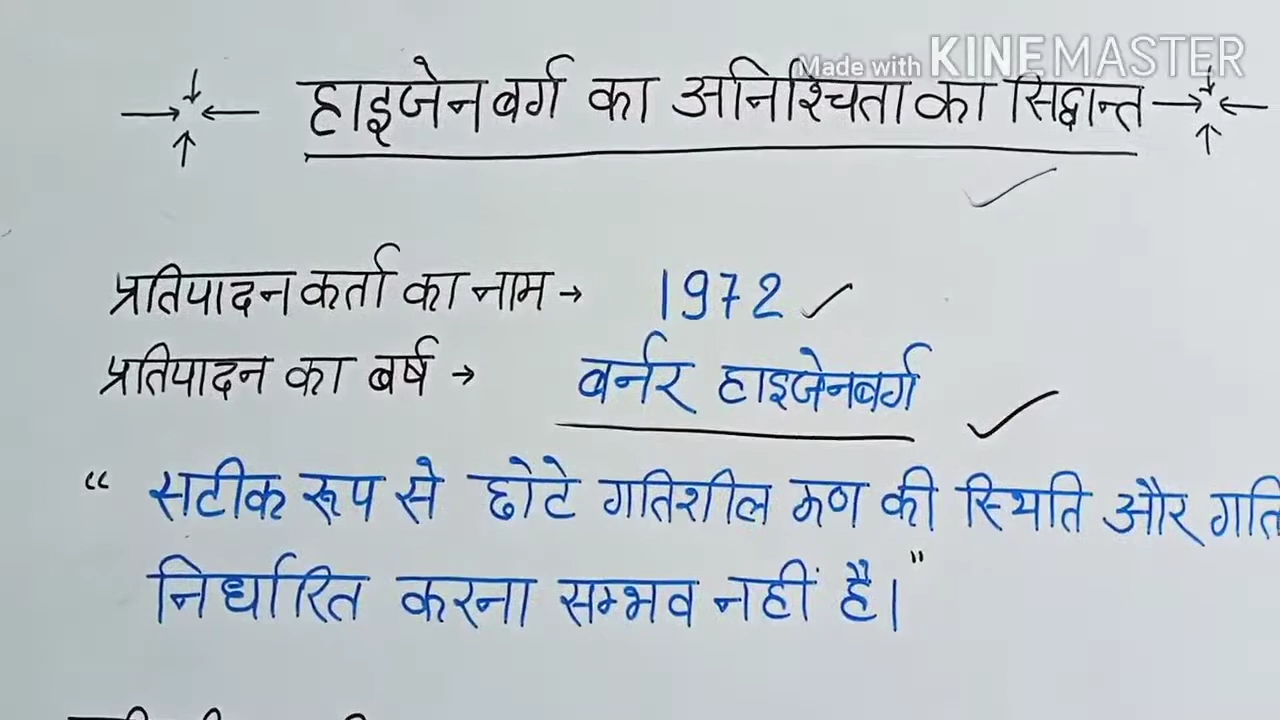 Made with KINEMASTER
हाइजेनबर्ग का अनिश्चिता का सिद्धान्त
प्रतिपादन कर्ता का नाम → 1972
प्रतिपादन का बर्ष → बर्नर हाइजेनबर्ग
“ सटीक रूप से छोटे गतिशील कण की स्थिति और गति
निर्धारित करना सम्भव नहीं है। ”